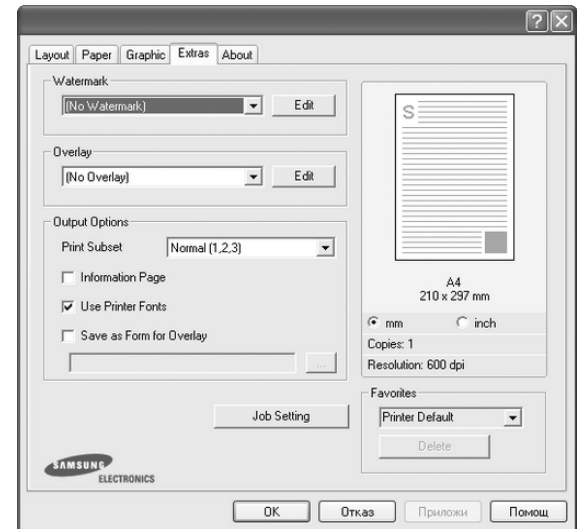 Layout Paper Graphic Extras About
Watermark
(No Watermark) Edit
Overlay
(No Overlay) Edit
Output Options
Print Subset Normal (1,2,3)
Information Page
Use Printer Fonts
Save as Form for Overlay
...
Job Setting
SAMSUNG
ELECTRONICS
S
A4
210 x 297 mm
mm inch
Copies: 1
Resolution: 600 dpi
Favorites
Printer Default
Delete
OK Отказ Приложи Помощ